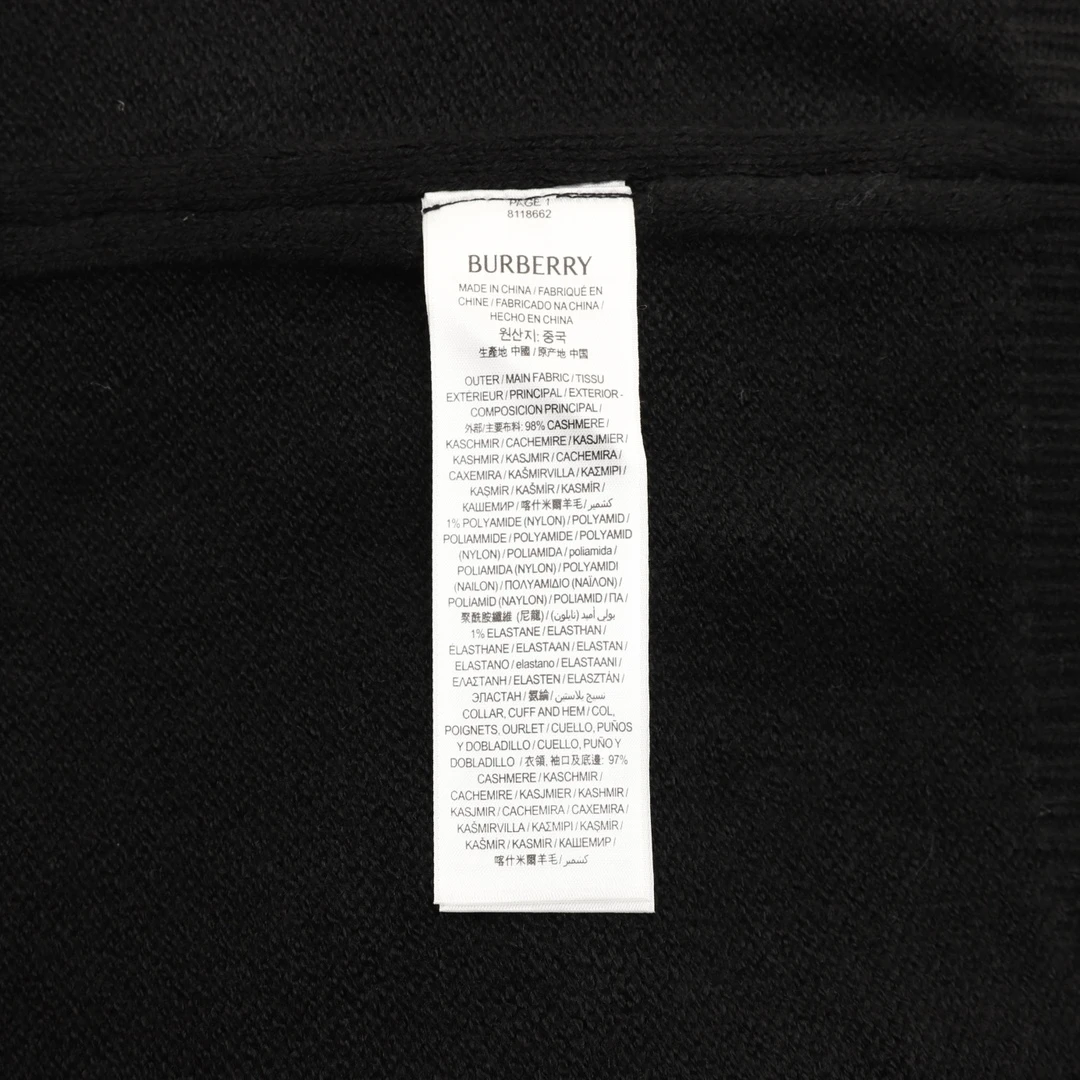 PAGE 1
8118662
BURBERRY
MADE IN CHINA / FABRIQUÉ EN
CHINE / FABRICADO NA CHINA /
HECHO EN CHINA
원산지: 중국
生產地 中國 / 原产地 中国
OUTER / MAIN FABRIC / TISSU
EXTÉRIEUR / PRINCIPAL / EXTERIOR -
COMPOSICION PRINCIPAL /
外部/主要布料: 98% CASHMERE /
KASCHMIR / CACHEMIRE / KASJMIER /
KASHMIR / KASJMIR / CACHEMIRA /
CAXEMIRA / KAŠMIRVILLA / ΚΑΣΜΙΡΙ /
KAŞMİR / KAŠMÍR / KASMÍR /
КАШЕМИР / 喀什米爾羊毛 / كشمير
1% POLYAMIDE (NYLON) / POLYAMID /
POLIAMMIDE / POLYAMIDE / POLYAMID
(NYLON) / POLIAMIDA / poliamida /
POLIAMIDA (NYLON) / POLYAMIDI
(NAILON) / ΠΟΛΥΑΜΙΔΙΟ (ΝΑΪΛΟΝ) /
POLİAMİD (NAYLON) / POLIAMID / ПА /
聚酰胺纖維 (尼龍) / بولى أميد (نايلون)
1% ELASTANE / ELASTHAN /
ELASTHANE / ELASTAAN / ELASTAN /
ELASTANO / elastano / ELASTAANI /
ΕΛΑΣΤΑΝΗ / ELASTEN / ELASZTÁN /
ЭЛАСТАН / 氨綸 / نسيج بلاستين
COLLAR, CUFF AND HEM / COL,
POIGNETS, OURLET / CUELLO, PUÑOS
Y DOBLADILLO / CUELLO, PUÑO Y
DOBLADILLO / 衣領, 袖口及底邊: 97%
CASHMERE / KASCHMIR /
CACHEMIRE / KASJMIER / KASHMIR /
KASJMIR / CACHEMIRA / CAXEMIRA /
KAŠMIRVILLA / ΚΑΣΜΙΡΙ / KAŞMİR /
KAŠMÍR / KASMÍR / КАШЕМИР /
喀什米爾羊毛 / كشمير